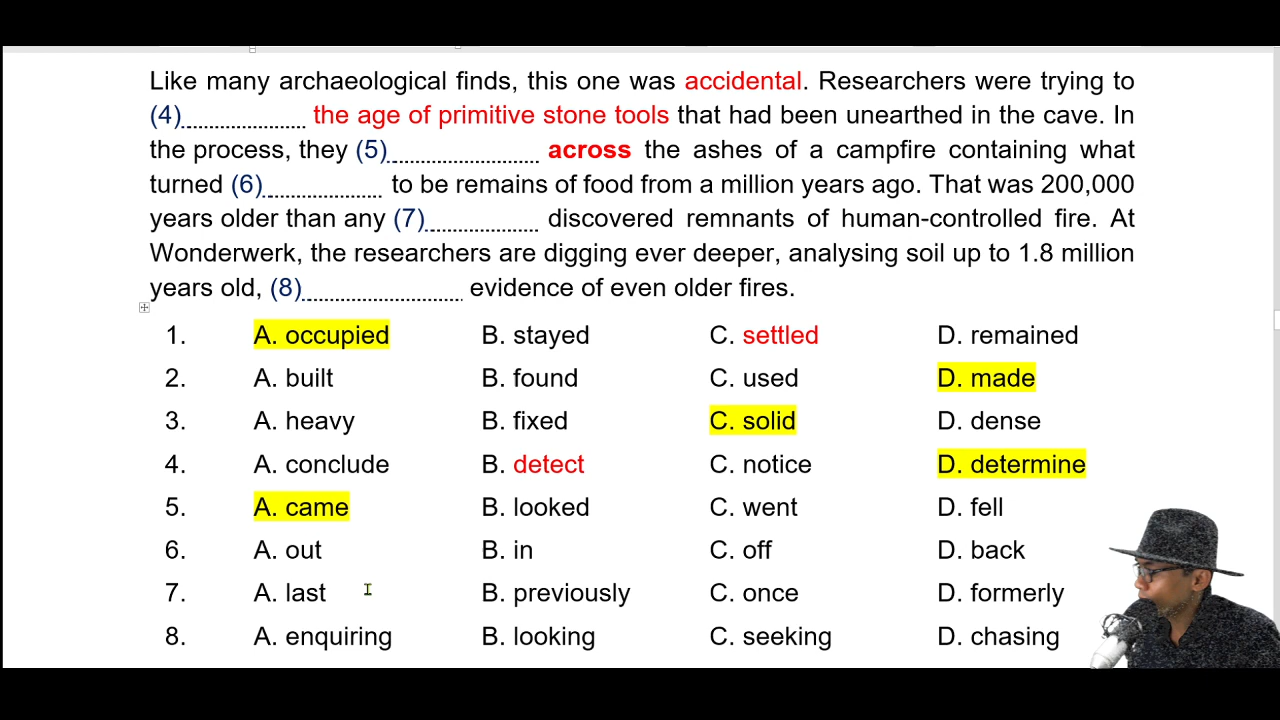 Like many archaeological finds, this one was accidental. Researchers were trying to
(4)..................... the age of primitive stone tools that had been unearthed in the cave. In
the process, they (5).......................... across the ashes of a campfire containing what
turned (6)..................... to be remains of food from a million years ago. That was 200,000
years older than any (7)..................... discovered remnants of human-controlled fire. At
Wonderwerk, the researchers are digging ever deeper, analysing soil up to 1.8 million
years old, (8)............................ evidence of even older fires.
1. A. occupied B. stayed C. settled D. remained
2. A. built B. found C. used D. made
3. A. heavy B. fixed C. solid D. dense
4. A. conclude B. detect C. notice D. determine
5. A. came B. looked C. went D. fell
6. A. out B. in C. off D. back
7. A. last B. previously C. once D. formerly
8. A. enquiring B. looking C. seeking D. chasing